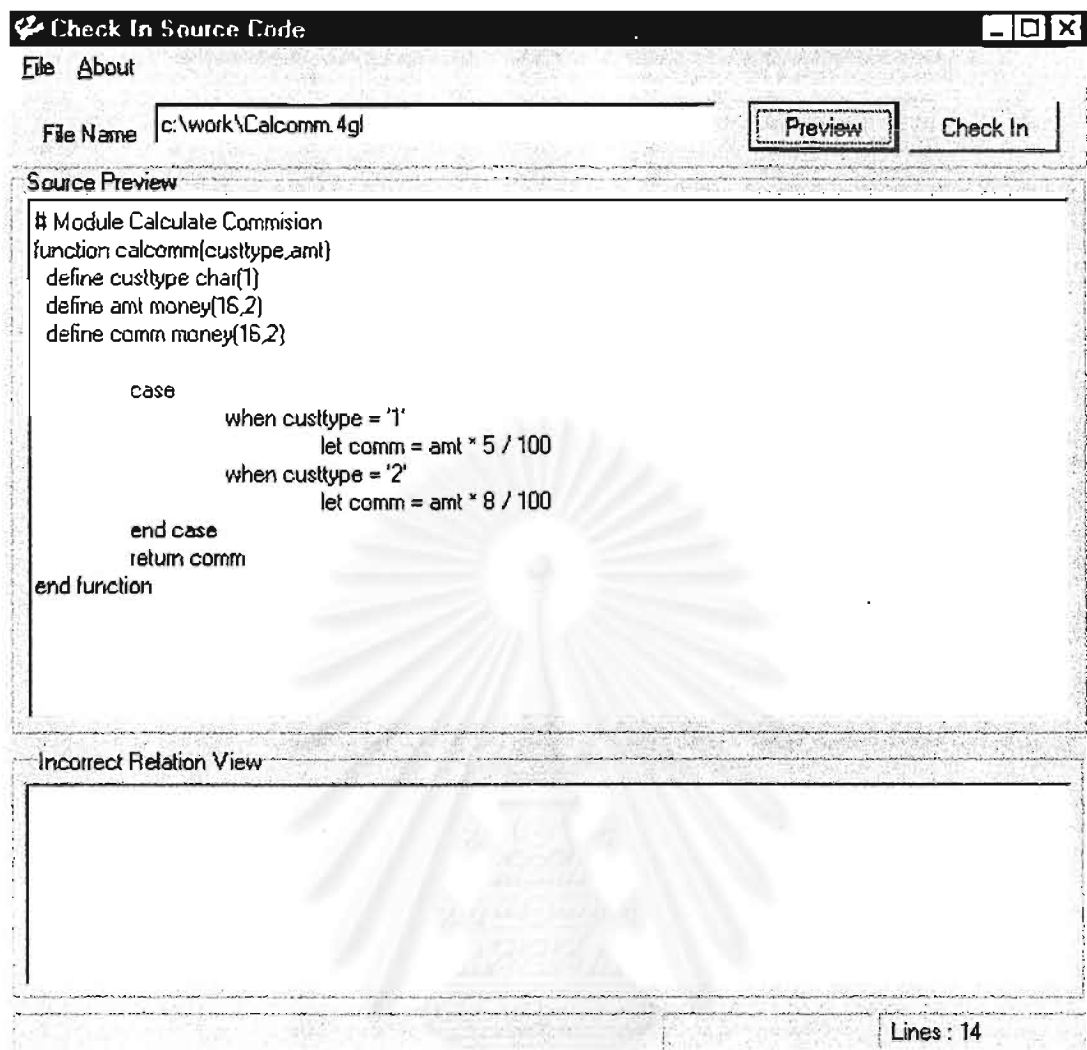 Check In Source Code
File About
File Name c:\work\Calcomm.4gl Preview Check In
Source Preview
# Module Calculate Commision
function calcomm(custtype,amt)
define custtype char(1)
define amt money(16,2)
define comm money(16,2)
case
when custtype = '1'
let comm = amt * 5 / 100
when custtype = '2'
let comm = amt * 8 / 100
end case
return comm
end function
Incorrect Relation View
Lines : 14